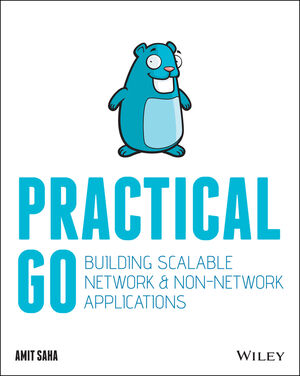 PRACTICAL
GO
BUILDING SCALABLE
NETWORK & NON-NETWORK
APPLICATIONS
AMIT SAHA
WILEY